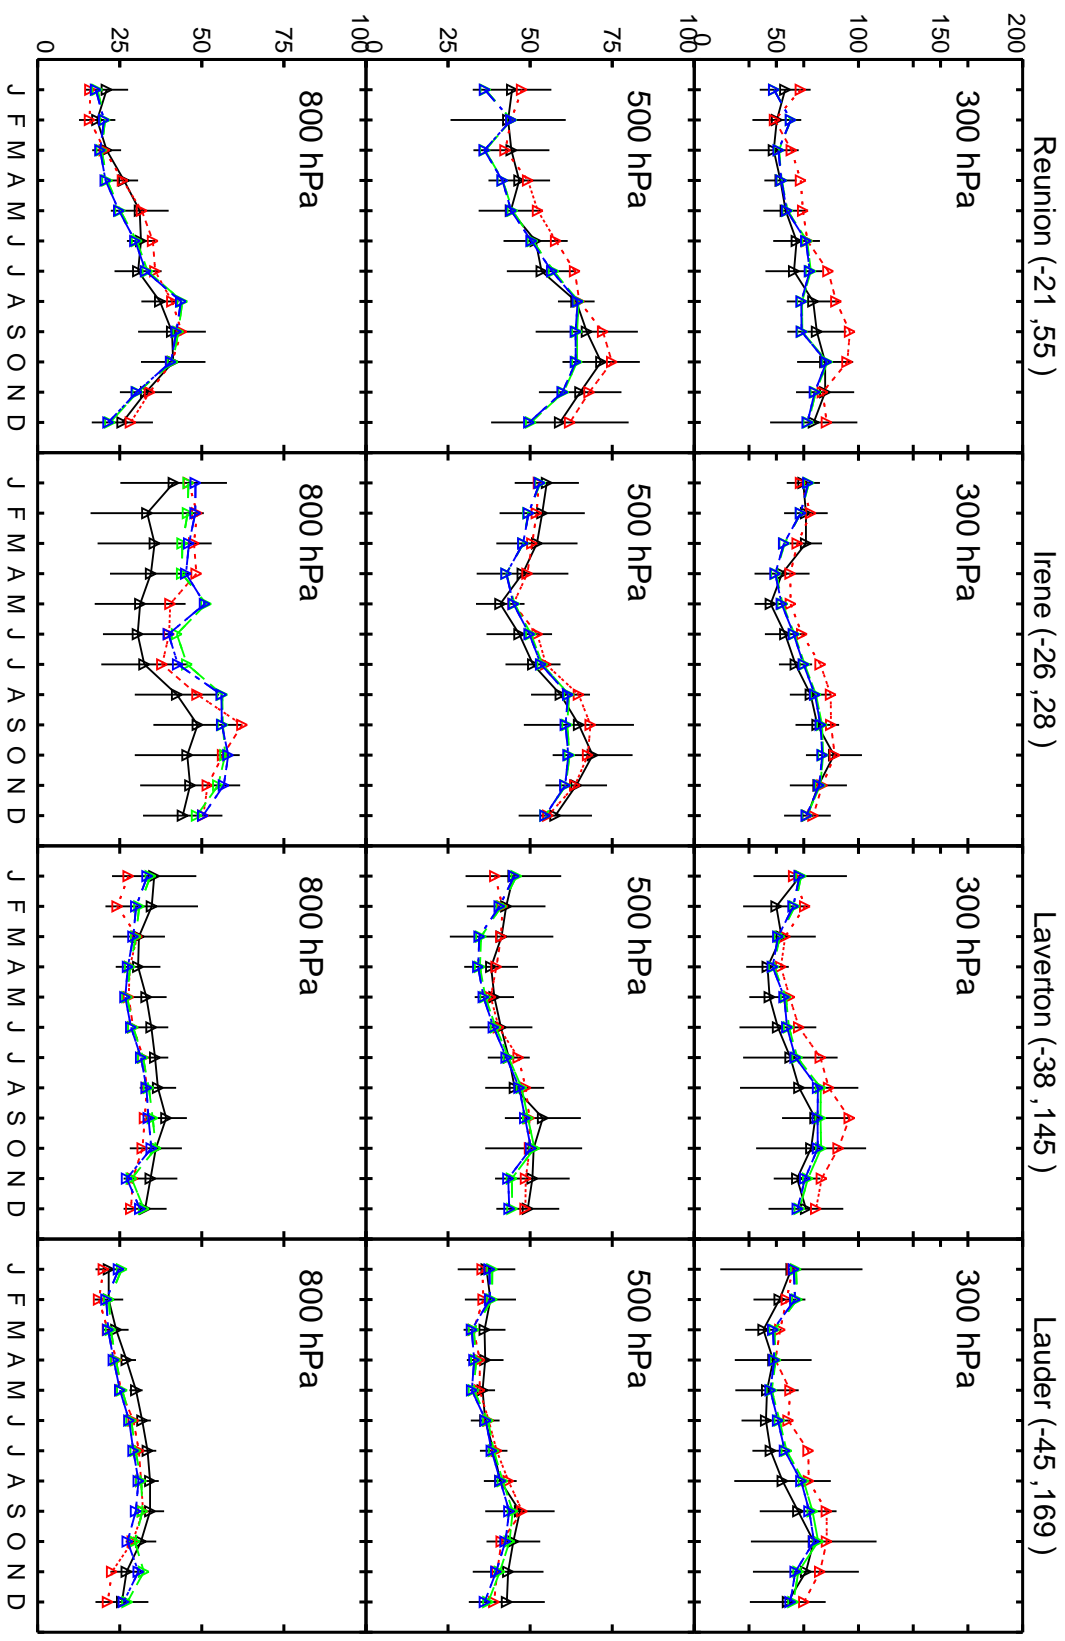 Reunion (-21 ,55 )
Irene (-26 ,28 )
Laverton (-38 ,145 )
Lauder (-45 ,169 )
200
150
100
50
0
300 hPa
300 hPa
300 hPa
300 hPa
100
75
50
25
0
500 hPa
500 hPa
500 hPa
500 hPa
100
75
50
25
0
800 hPa
800 hPa
800 hPa
800 hPa
J F M A M J J A S O N D
J F M A M J J A S O N D
J F M A M J J A S O N D
J F M A M J J A S O N D